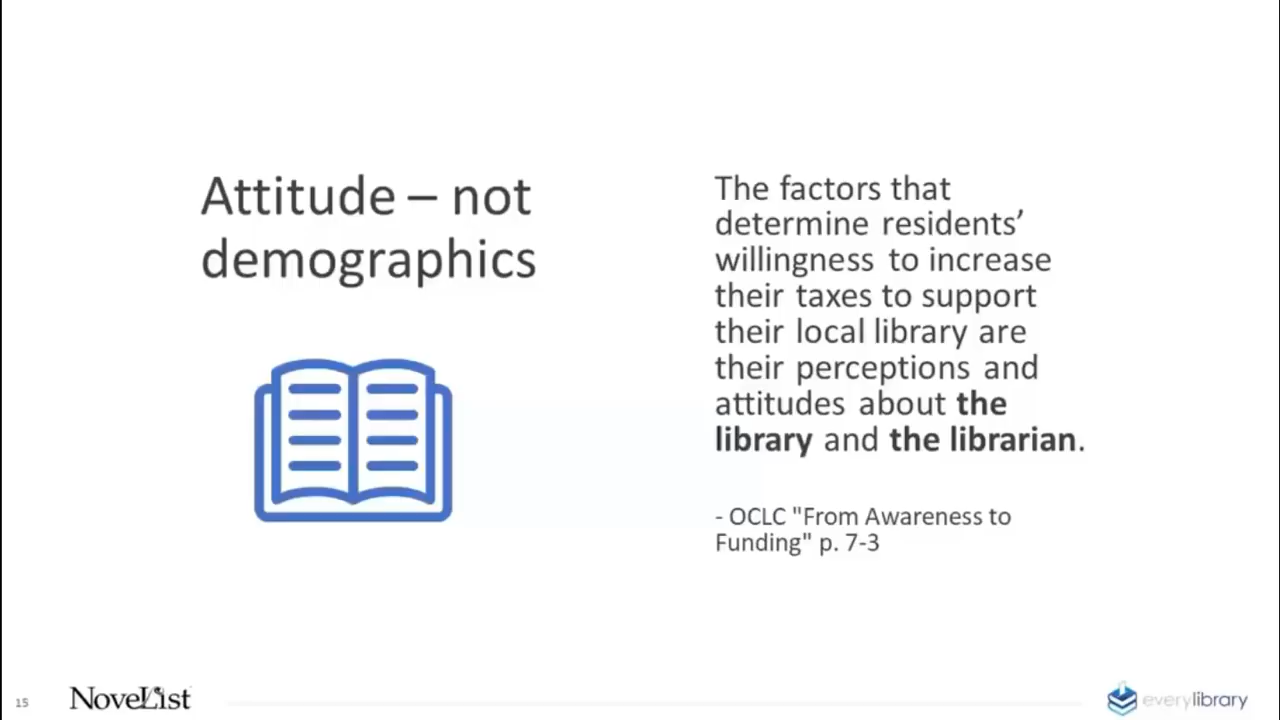 Attitude – not
demographics
The factors that
determine residents’
willingness to increase
their taxes to support
their local library are
their perceptions and
attitudes about the
library and the librarian.
- OCLC "From Awareness to
Funding" p. 7-3
15
NoveList
everylibrary